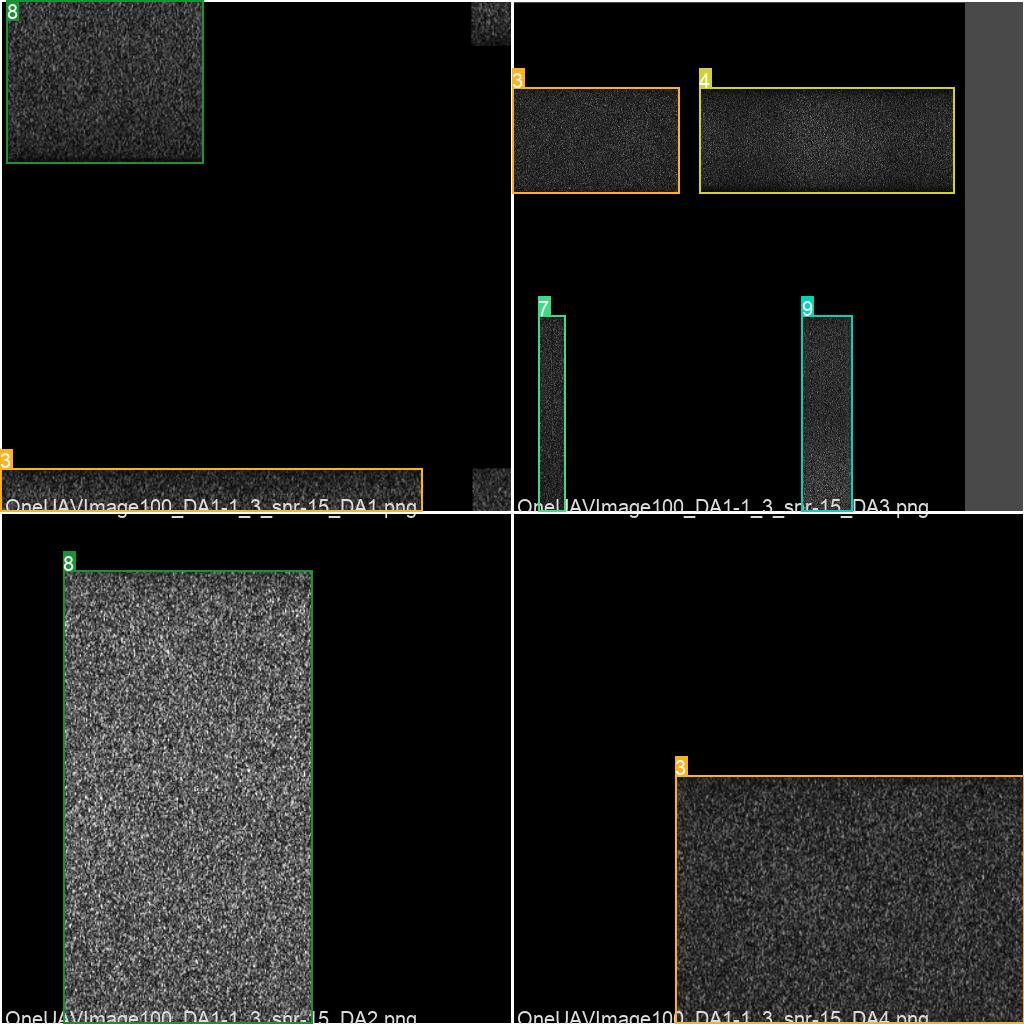 8
3
OneUAVImage100_DA1-1_3_snr-15_DA1.png
3
4
7
9
OneUAVImage100_DA1-1_3_snr-15_DA3.png
8
OneUAVImage100_DA1-1_3_snr-15_DA2.png
3
OneUAVImage100_DA1-1_3_snr-15_DA4.png